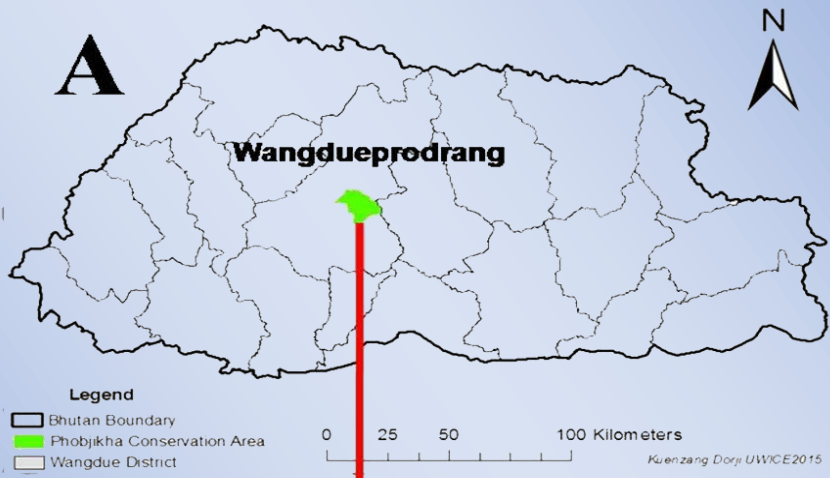 A
N
Wangdueprodrang
Legend
Bhutan Boundary
Phobjikha Conservation Area
Wangdue District
0 25 50 100 Kilometers
Kuenzang Dorji UWICE2015